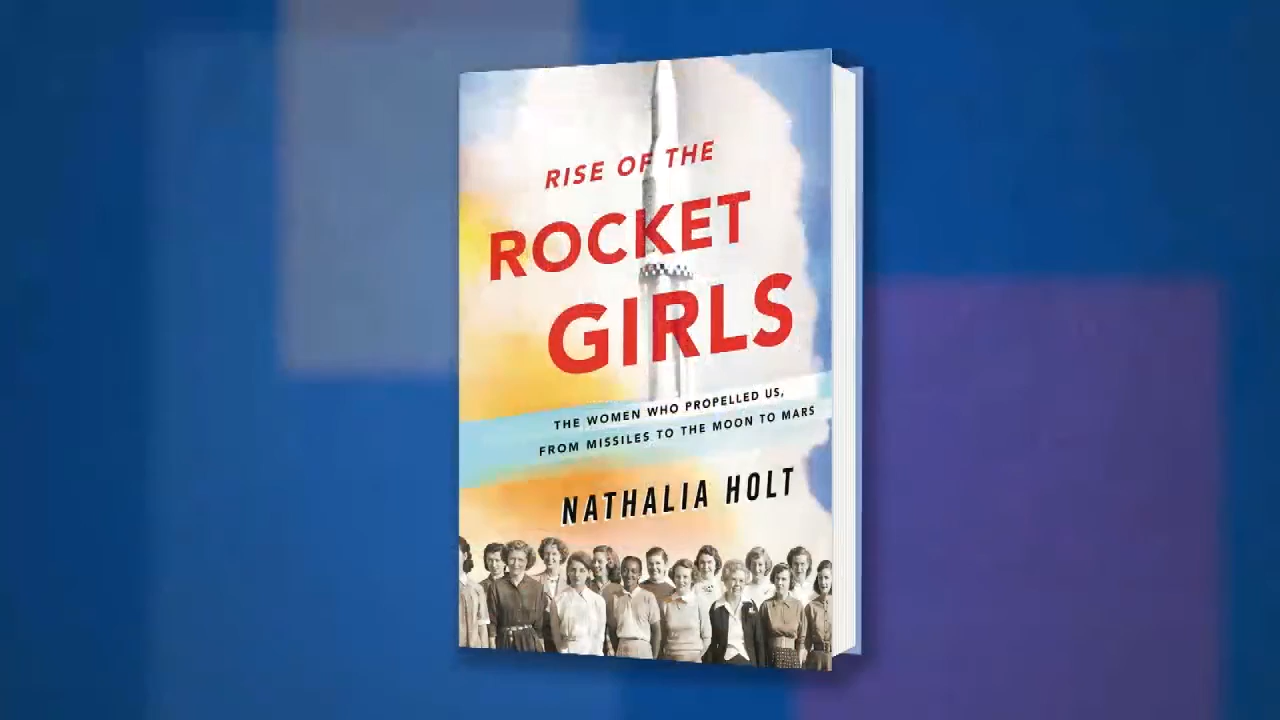 RISE OF THE
ROCKET
GIRLS
THE WOMEN WHO PROPELLED US,
FROM MISSILES TO THE MOON TO MARS
NATHALIA HOLT